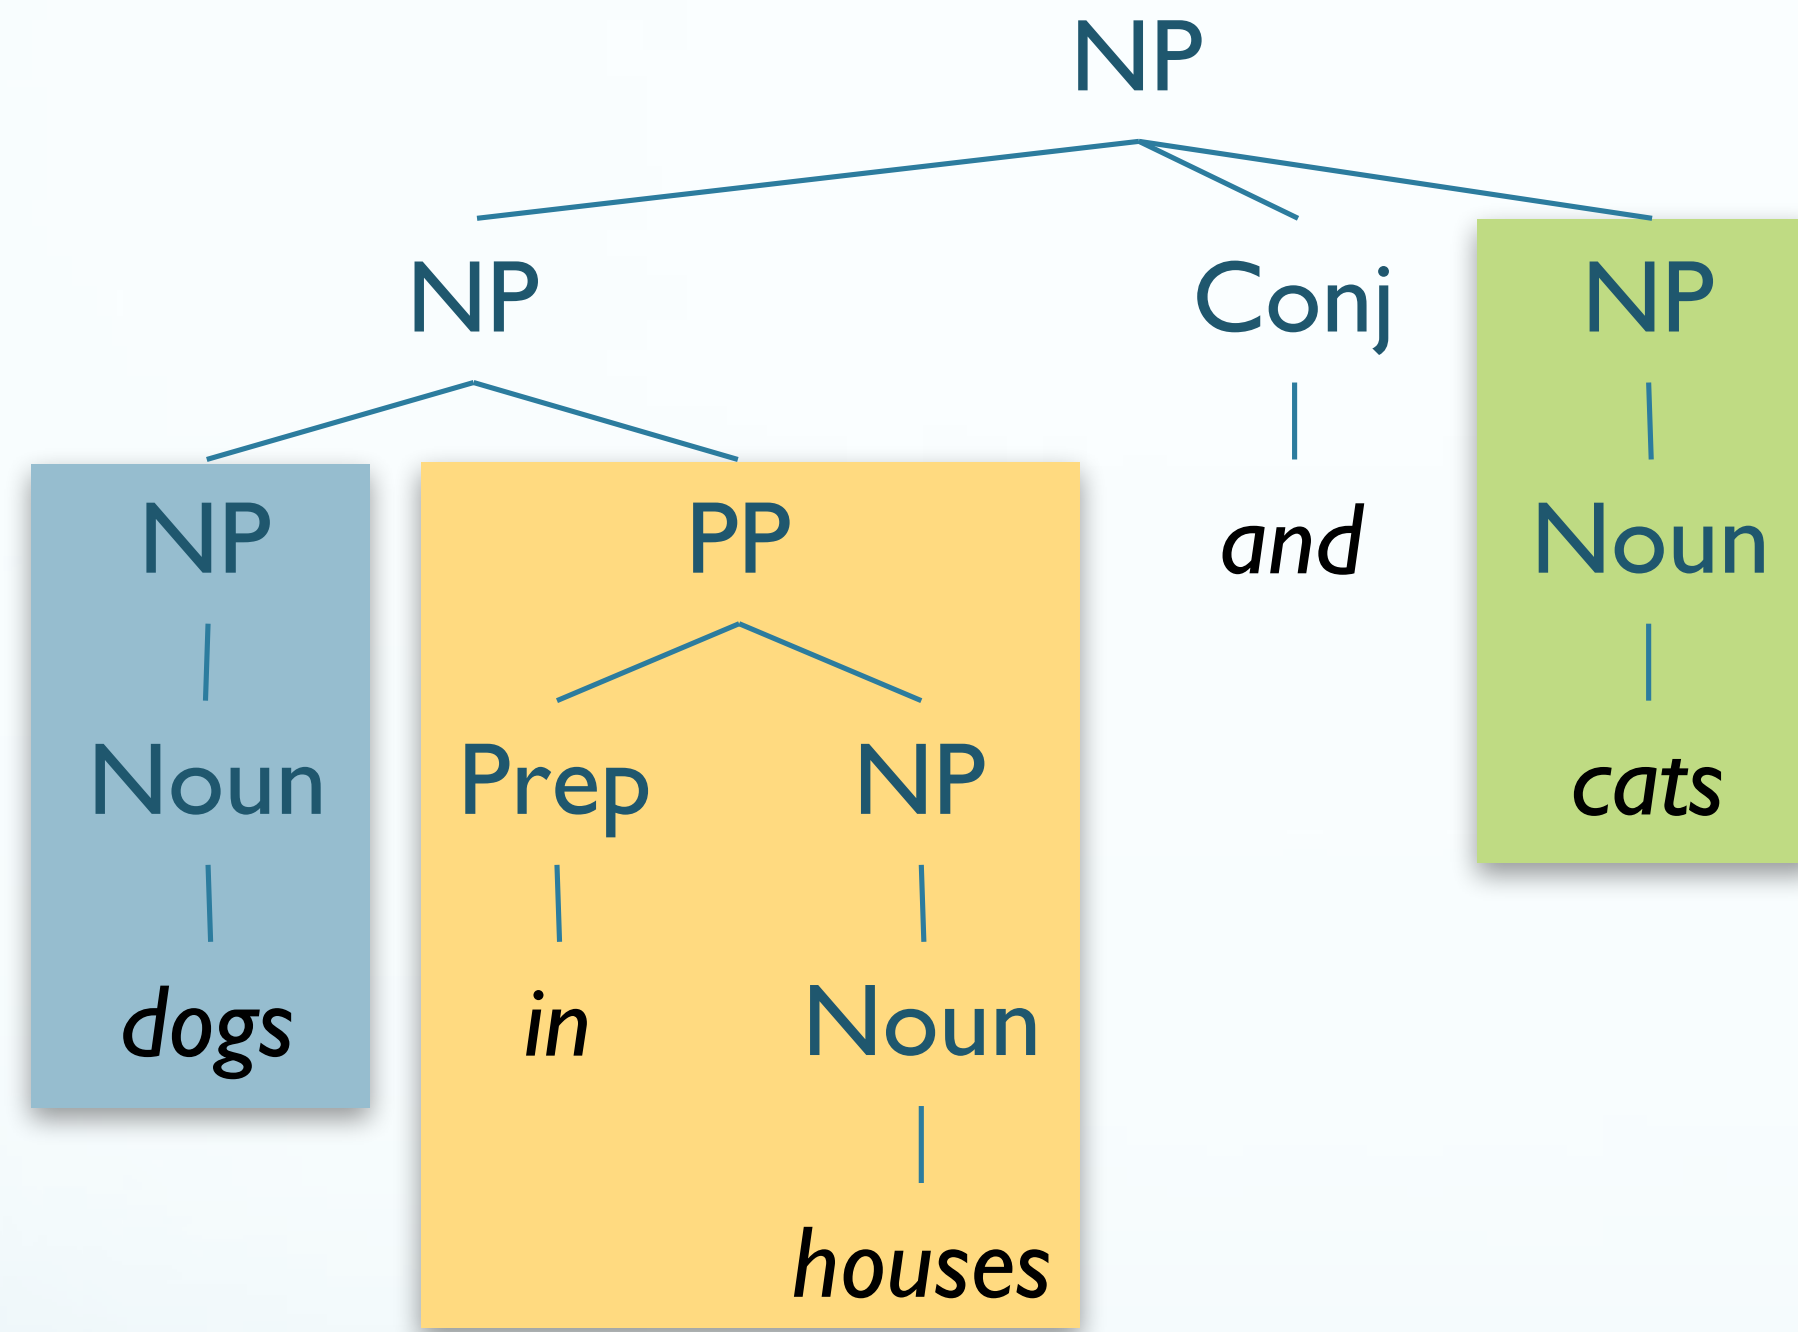 NP
NP Conj NP
NP PP and Noun
Noun Prep NP cats
dogs in Noun
houses